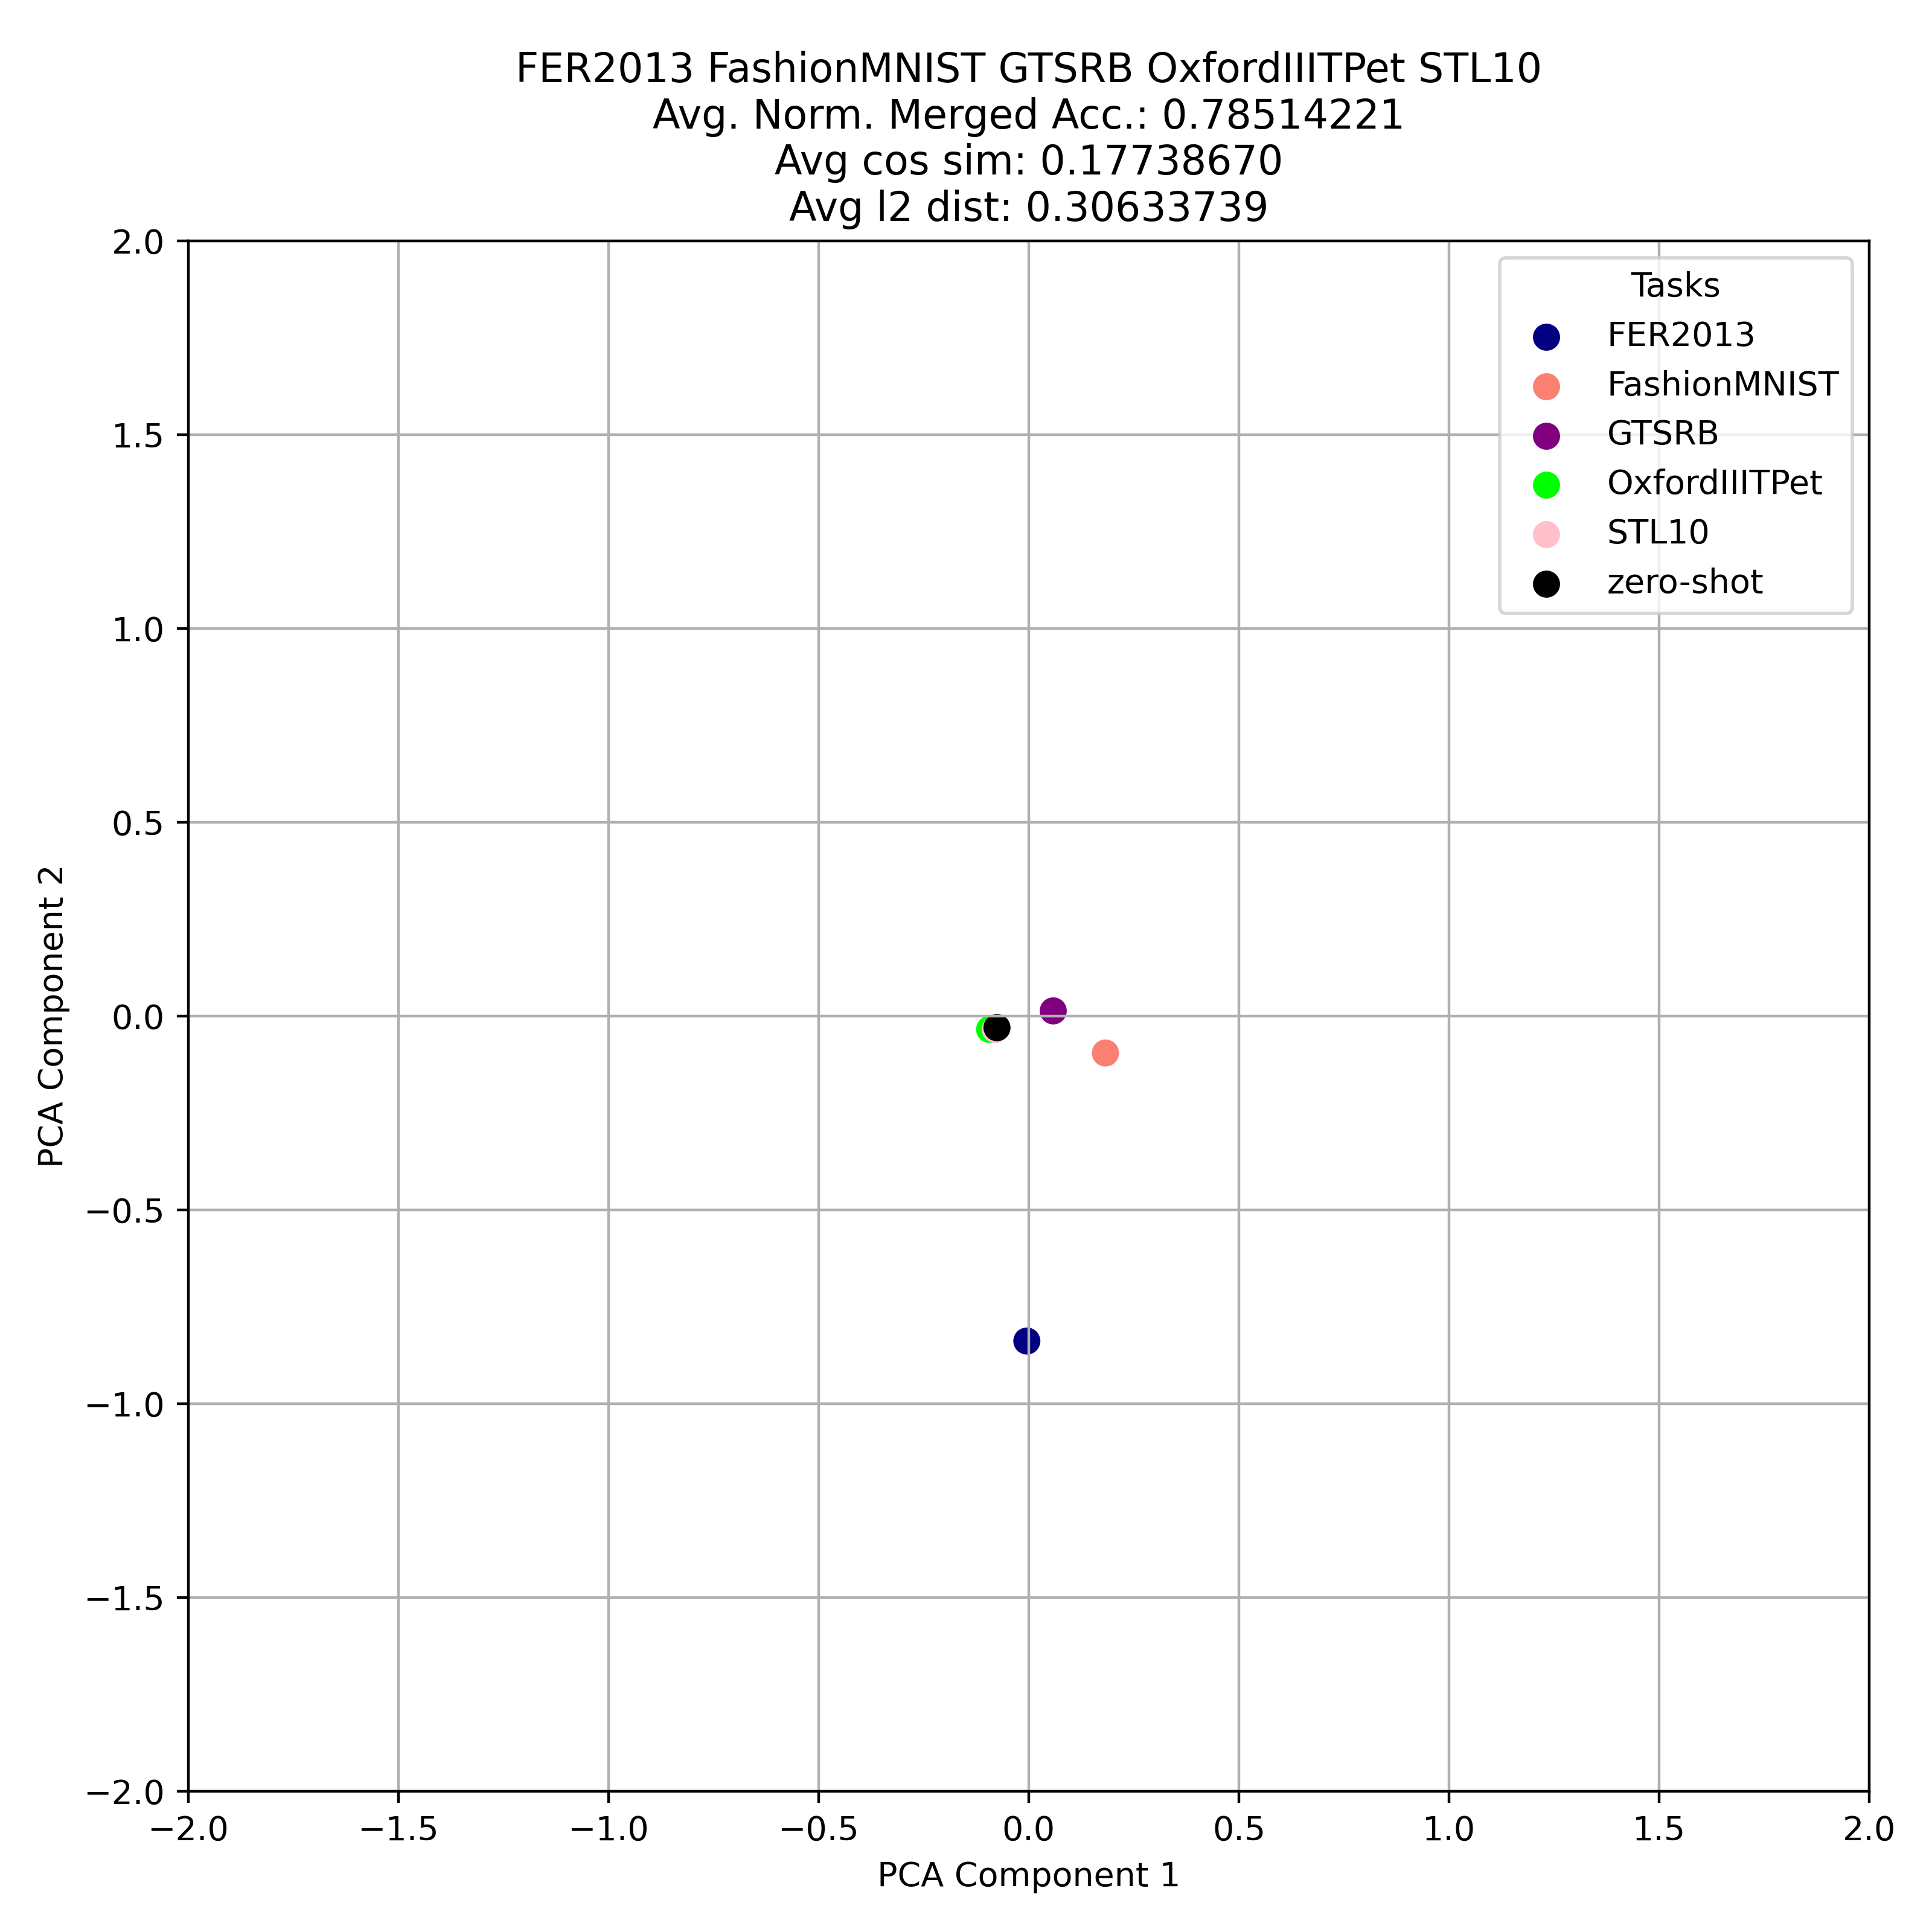 FER2013 FashionMNIST GTSRB OxfordIIITPet STL10
Avg. Norm. Merged Acc.: 0.78514221
Avg cos sim: 0.17738670
Avg l2 dist: 0.30633739
Tasks
FER2013
FashionMNIST
GTSRB
OxfordIIITPet
STL10
zero-shot
2.0
1.5
1.0
0.5
0.0
−0.5
−1.0
−1.5
−2.0
PCA Component 2
−2.0 −1.5 −1.0 −0.5 0.0 0.5 1.0 1.5 2.0
PCA Component 1